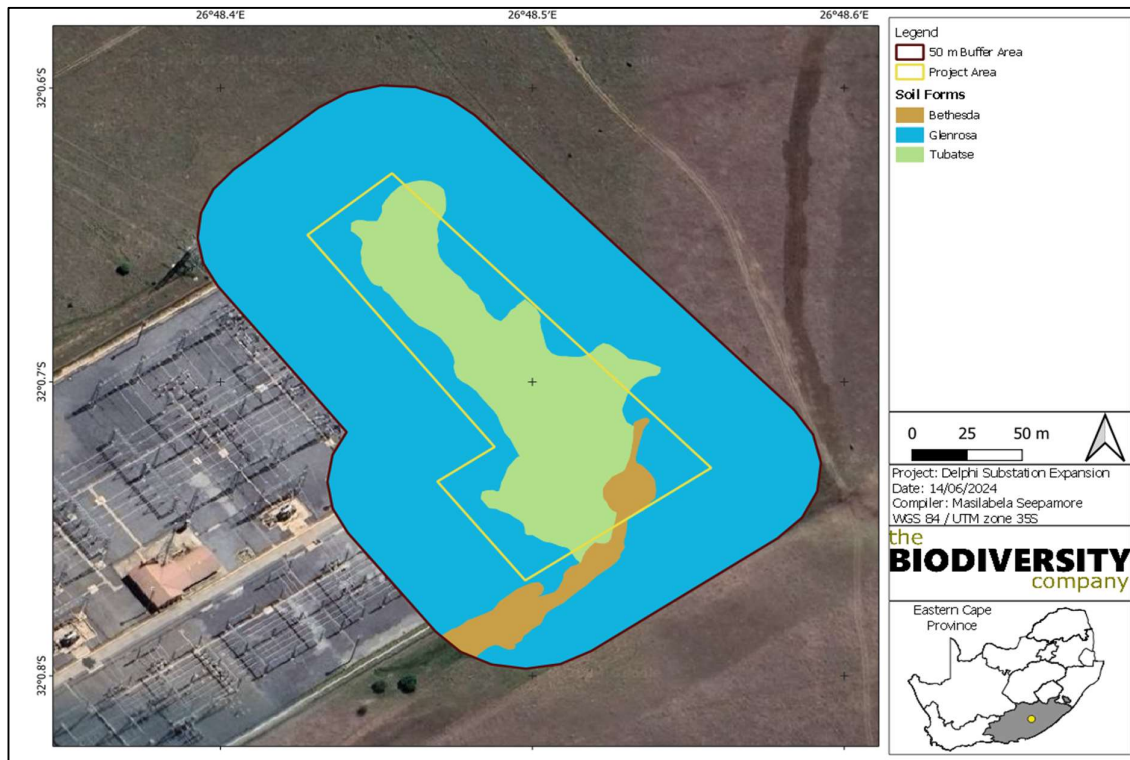 26°48.4'E
26°48.5'E
26°48.6'E
32°0.6'S
32°0.7'S
32°0.8'S
Legend
50 m Buffer Area
Project Area
Soil Forms
Bethesda
Glenrosa
Tubatse
0 25 50 m
Project: Delphi Substation Expansion
Date: 14/06/2024
Compiler: Masilabela Seepamore
WGS 84 / UTM zone 35S
the
BIODIVERSITY
company
Eastern Cape
Province